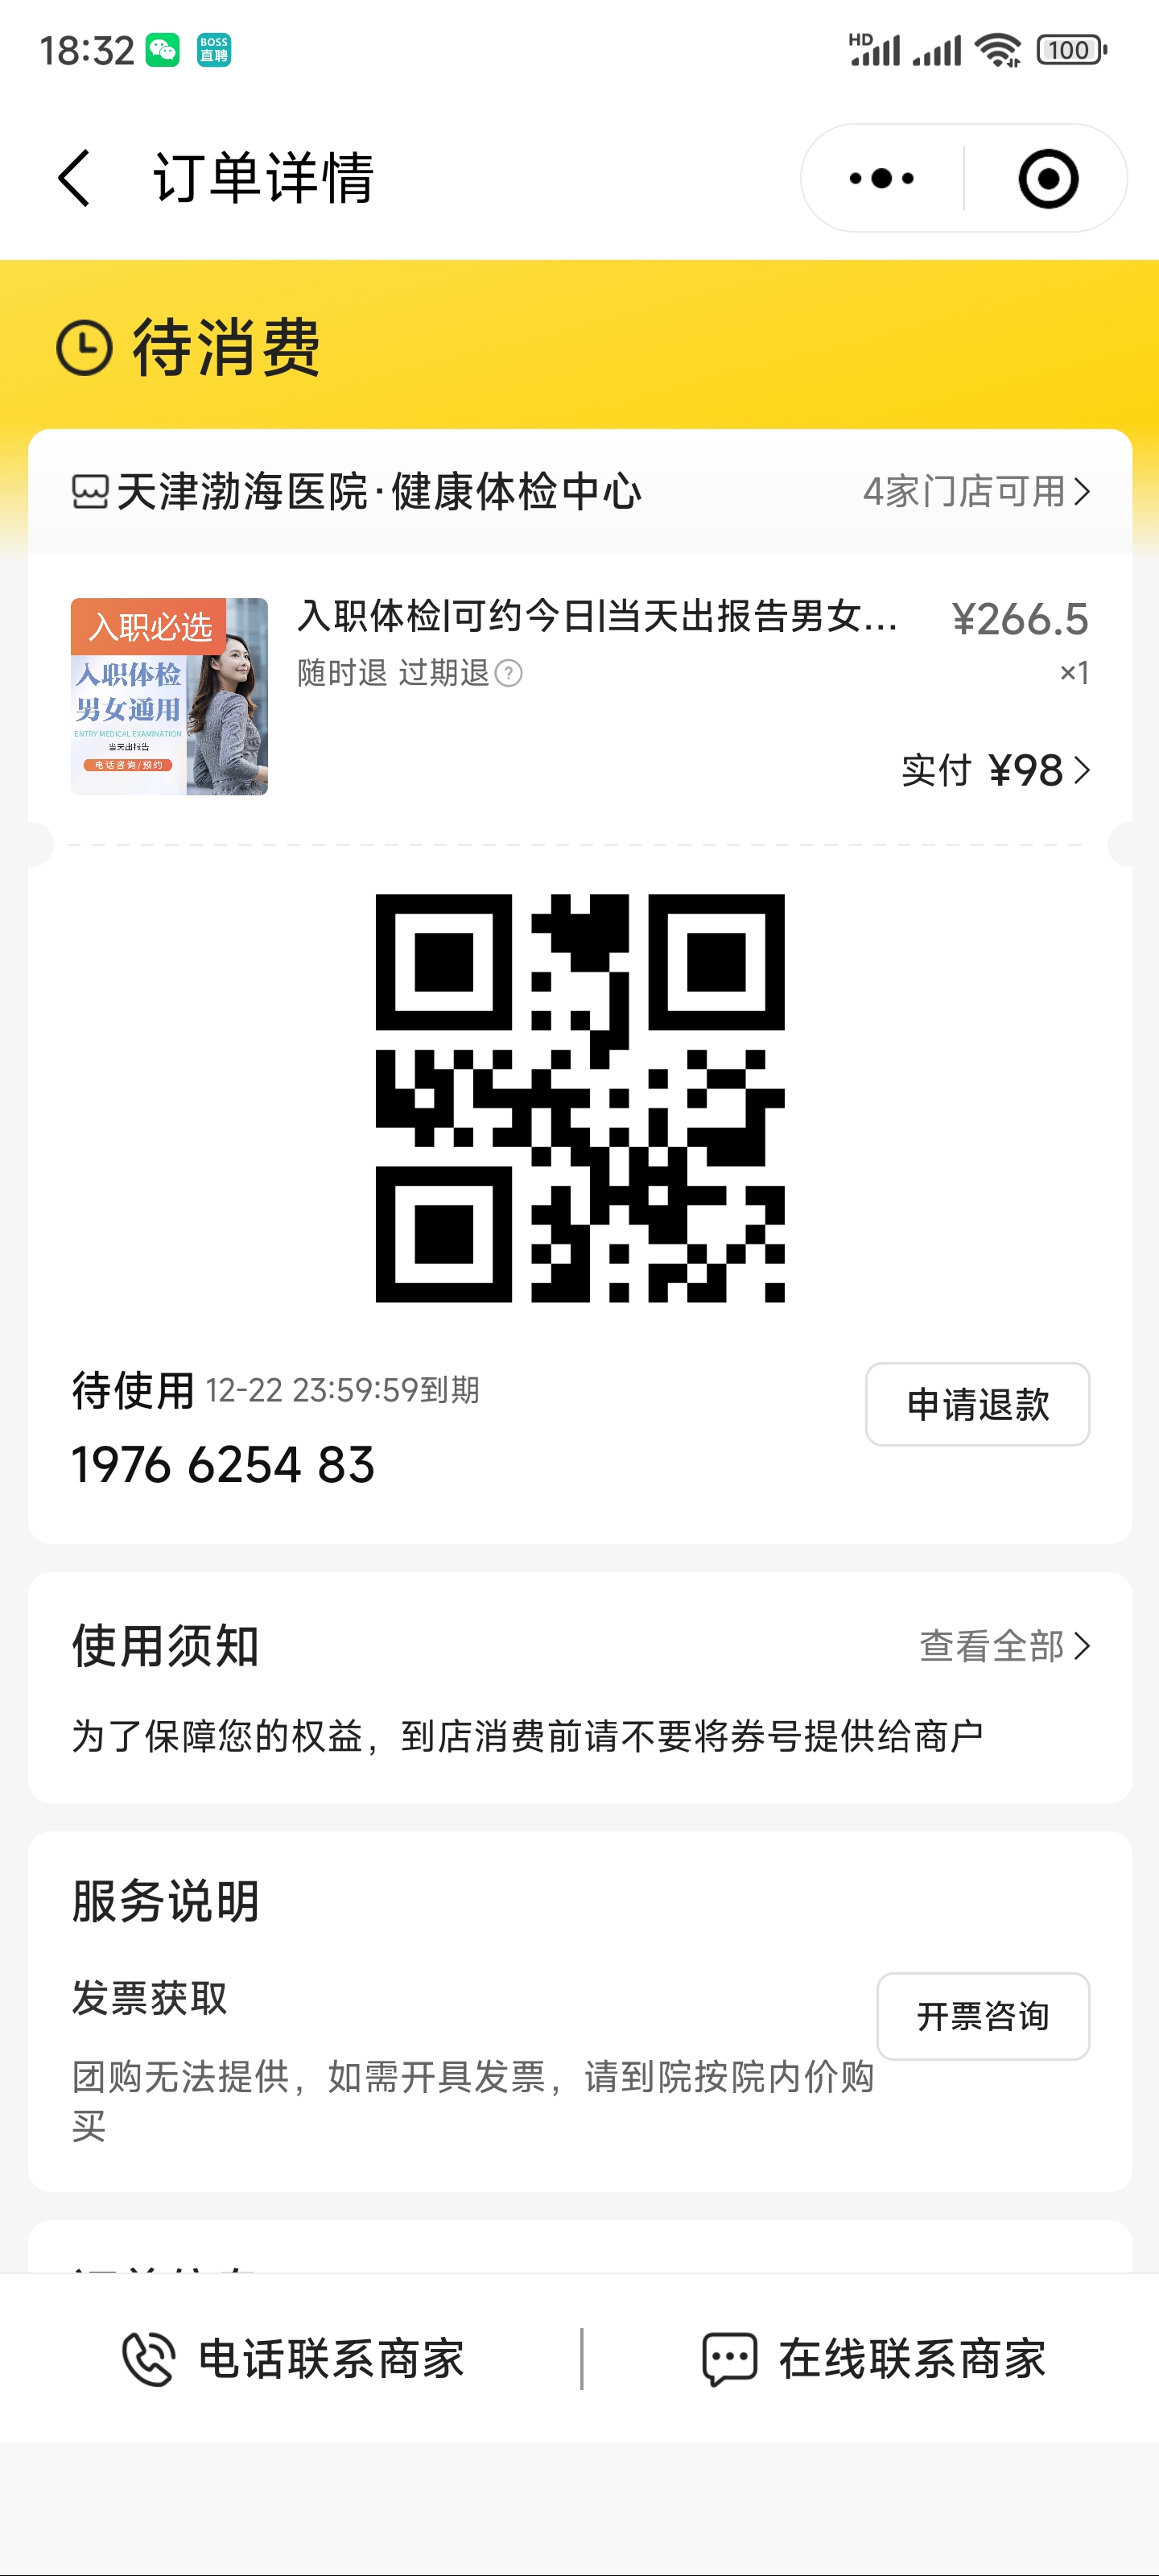 18:32
BOSS
直聘
HD
100
订单详情
待消费
天津渤海医院·健康体检中心
4家门店可用
入职必选
入职体检
男女通用
ENTRY MEDICAL EXAMINATION
当天出报告
电话咨询/预约
入职体检|可约今日|当天出报告男女...
¥266.5
随时退 过期退?
×1
实付 ¥98
待使用 12-22 23:59:59到期
申请退款
1976 6254 83
使用须知
查看全部
为了保障您的权益，到店消费前请不要将券号提供给商户
服务说明
发票获取
开票咨询
团购无法提供，如需开具发票，请到院按院内价购
买
电话联系商家
在线联系商家